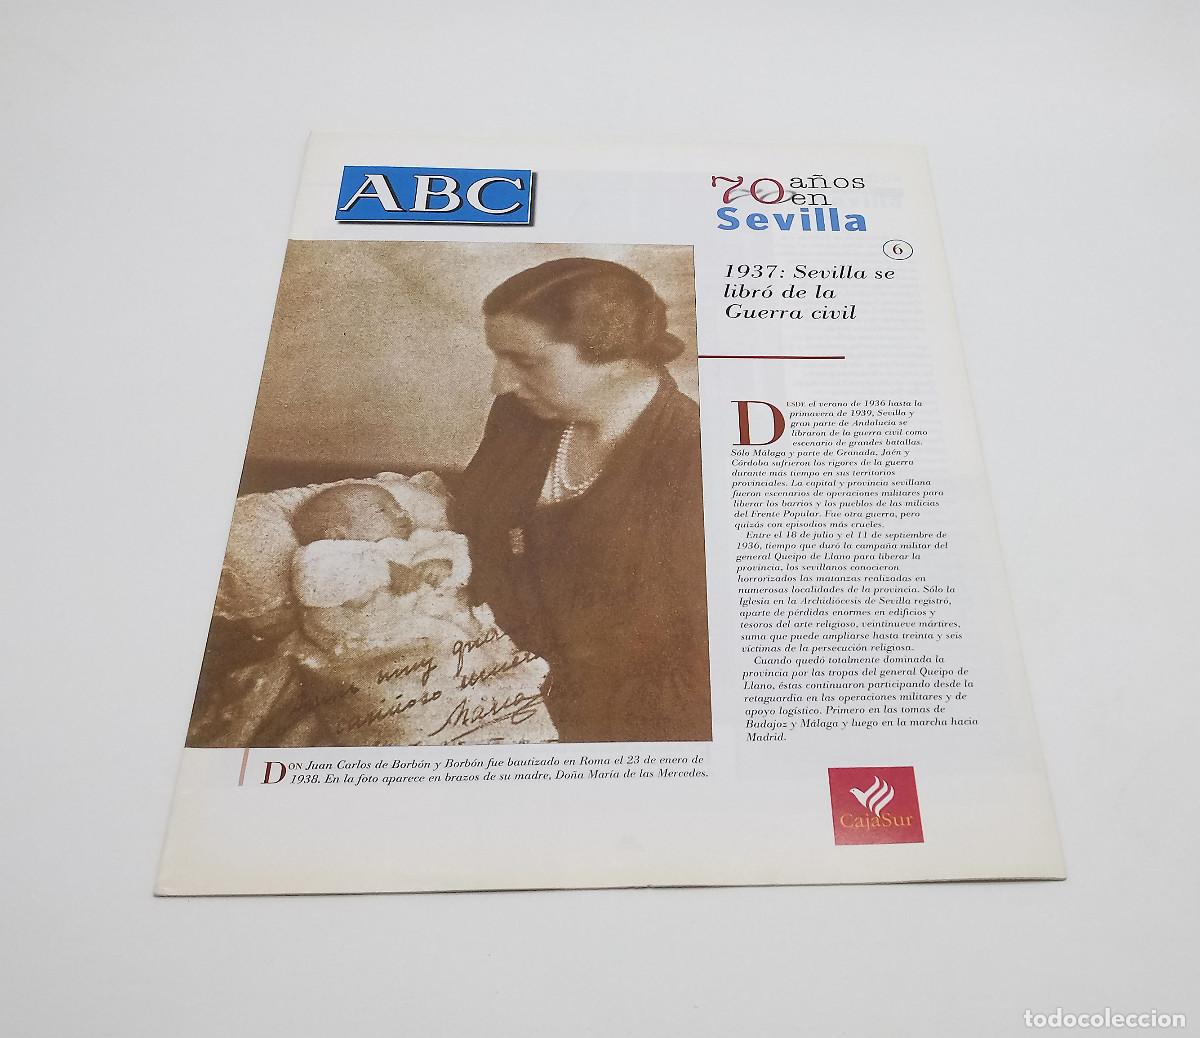 ABC
70 años
en
Sevilla
6
1937: Sevilla se
libró de la
Guerra civil
DESDE el verano de 1936 hasta la
primavera de 1939, Sevilla y
gran parte de Andalucía se
libraron de la guerra civil como
escenario de grandes batallas.
Sólo Málaga y parte de Granada, Jaén y
Córdoba sufrieron los rigores de la guerra
durante más tiempo en sus territorios
provinciales. La capital y provincia sevillana
fueron escenarios de operaciones militares para
liberar los barrios y los pueblos de las milicias
del Frente Popular. Fue otra guerra, pero
quizás con episodios más crueles.
Entre el 18 de julio y el 11 de septiembre de
1936, tiempo que duró la campaña militar del
general Queipo de Llano para liberar la
provincia, los sevillanos conocieron
horrorizados las matanzas realizadas en
numerosas localidades de la provincia. Sólo la
Iglesia en la Archidiócesis de Sevilla registró,
aparte de pérdidas enormes en edificios y
tesoros del arte religioso, veintinueve mártires,
suma que puede ampliarse hasta treinta y seis
víctimas de la persecución religiosa.
Cuando quedó totalmente dominada la
provincia por las tropas del general Queipo de
Llano, éstas continuaron participando desde la
retaguardia en las operaciones militares y de
apoyo logístico. Primero en las tomas de
Badajoz y Málaga y luego en la marcha hacia
Madrid.
muy
María
DON Juan Carlos de Borbón y Borbón fue bautizado en Roma el 23 de enero de
1938. En la foto aparece en brazos de su madre, Doña María de las Mercedes.
CajaSur
todocoleccion